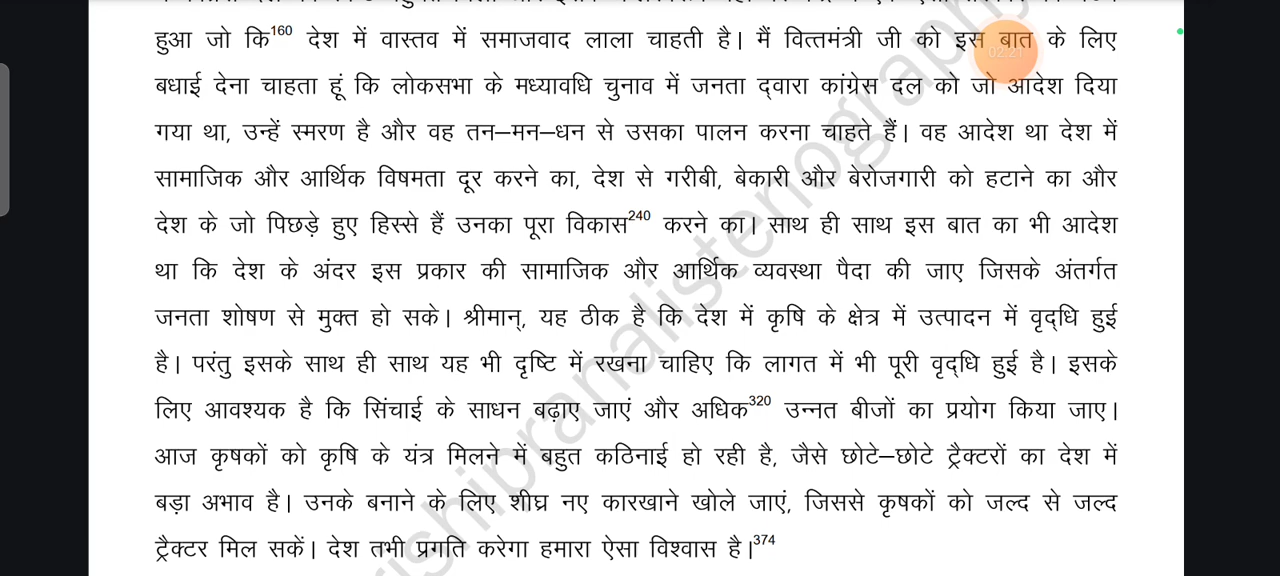 हुआ जो कि160 देश में वास्तव में समाजवाद लाला चाहती है। मैं वित्तमंत्री जी को इस बात के लिए
02:21
बधाई देना चाहता हूं कि लोकसभा के मध्यावधि चुनाव में जनता द्वारा कांग्रेस दल को जो आदेश दिया
गया था, उन्हें स्मरण है और वह तन–मन–धन से उसका पालन करना चाहते हैं। वह आदेश था देश में
सामाजिक और आर्थिक विषमता दूर करने का, देश से गरीबी, बेकारी और बेरोजगारी को हटाने का और
देश के जो पिछड़े हुए हिस्से हैं उनका पूरा विकास240 करने का। साथ ही साथ इस बात का भी आदेश
था कि देश के अंदर इस प्रकार की सामाजिक और आर्थिक व्यवस्था पैदा की जाए जिसके अंतर्गत
जनता शोषण से मुक्त हो सके। श्रीमान्, यह ठीक है कि देश में कृषि के क्षेत्र में उत्पादन में वृद्धि हुई
है। परंतु इसके साथ ही साथ यह भी दृष्टि में रखना चाहिए कि लागत में भी पूरी वृद्धि हुई है। इसके
लिए आवश्यक है कि सिंचाई के साधन बढ़ाए जाएं और अधिक320 उन्नत बीजों का प्रयोग किया जाए।
आज कृषकों को कृषि के यंत्र मिलने में बहुत कठिनाई हो रही है, जैसे छोटे–छोटे ट्रैक्टरों का देश में
बड़ा अभाव है। उनके बनाने के लिए शीघ्र नए कारखाने खोले जाएं, जिससे कृषकों को जल्द से जल्द
ट्रैक्टर मिल सकें। देश तभी प्रगति करेगा हमारा ऐसा विश्वास है।374
shipranalistenography